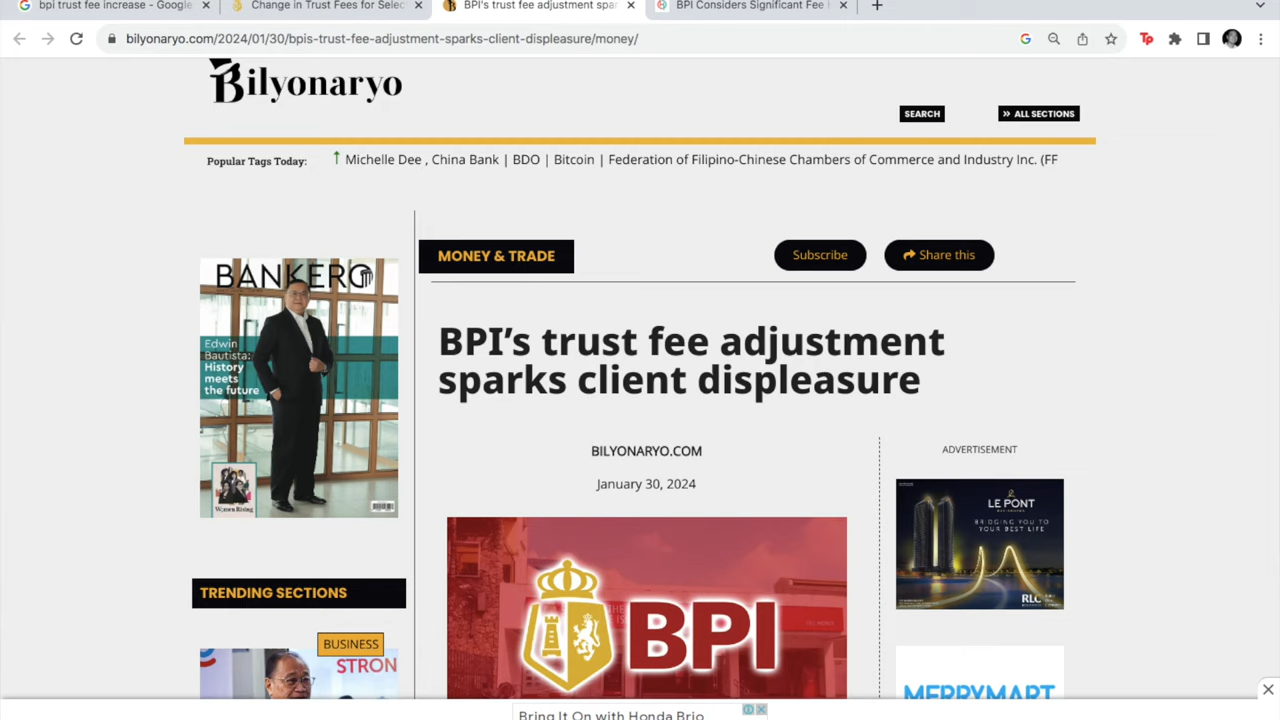 bpi trust fee increase - Google
Change in Trust Fees for Selec
BPI's trust fee adjustment spar
BPI Considers Significant Fee
bilyonaryo.com/2024/01/30/bpis-trust-fee-adjustment-sparks-client-displeasure/money/
Bilyonaryo
SEARCH
ALL SECTIONS
Popular Tags Today:
Michelle Dee , China Bank | BDO | Bitcoin | Federation of Filipino-Chinese Chambers of Commerce and Industry Inc. (FF
MONEY & TRADE
Subscribe
Share this
BANKERO
Edwin
Bautista:
History
meets
the future
Women Rising
BPI’s trust fee adjustment
sparks client displeasure
BILYONARYO.COM
January 30, 2024
ADVERTISEMENT
LE PONT
BRINGING YOU TO
YOUR BEST LIFE
RLC
TRENDING SECTIONS
BUSINESS
STRON
BPI
MERRYMART
Bring It On with Honda Brio